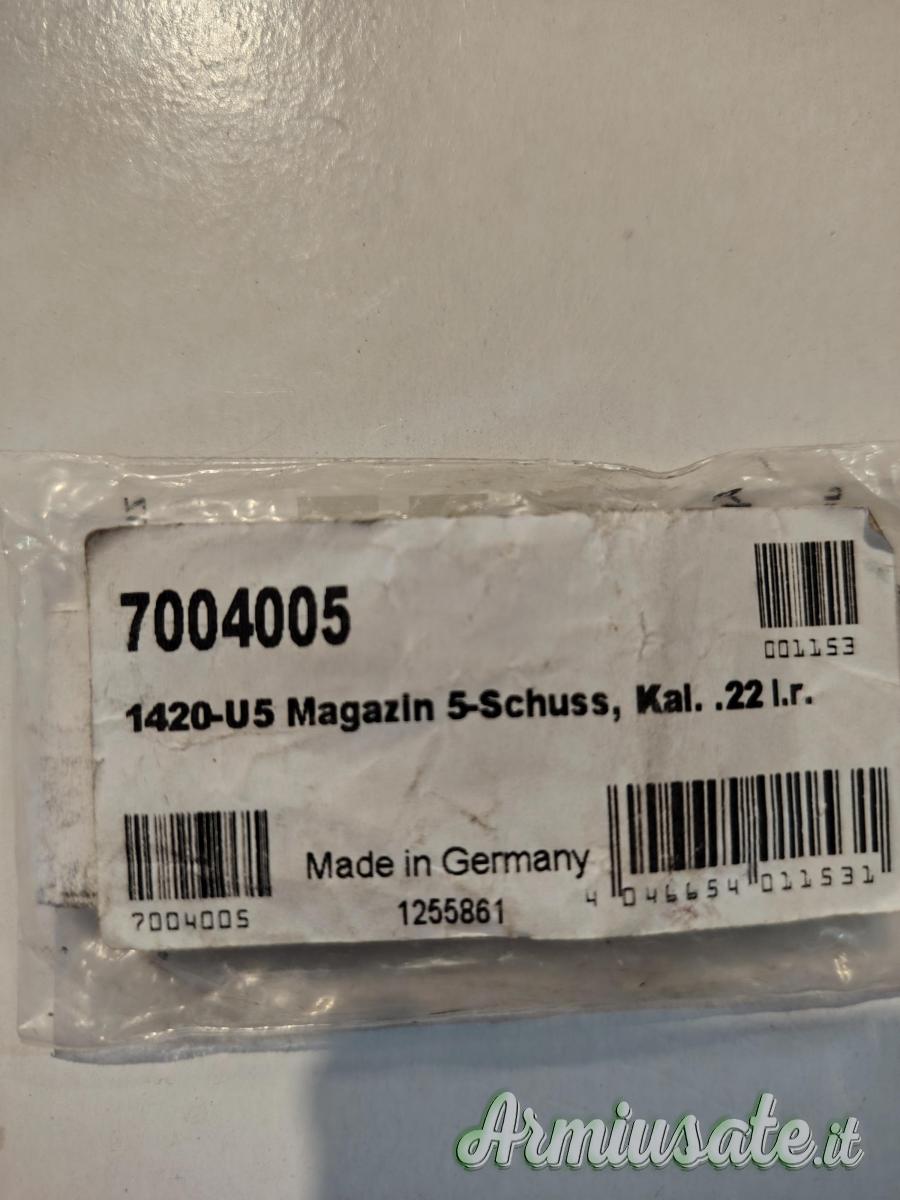 7004005
001153
1420-U5 Magazin 5-Schuss, Kal. .22 l.r.
Made in Germany
7004005
1255861
4 046654 011531
Armiusate.it